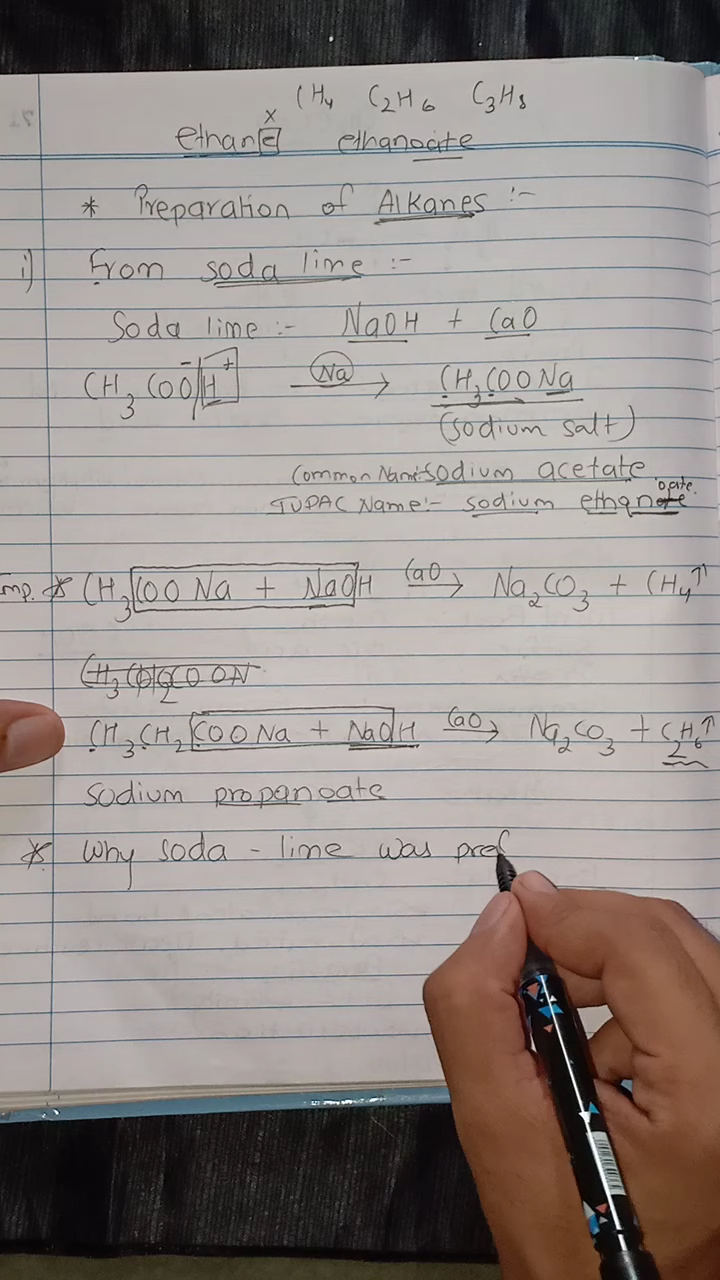 CH4 C2H6 C3H8
x
ethane ethanoate
* Preparation of Alkanes :-
i) From soda lime :-
Soda lime :- NaOH + CaO
CH3COO⁻H⁺ Na → CH3COONa
(sodium salt)
Common Name:- sodium acetate
IUPAC Name :- sodium ethanoate
Imp. * CH3COONa + NaOH CaO → Na2CO3 + CH4↑
CH3CH2COONa + NaOH CaO → Na2CO3 + C2H6↑
sodium propanoate
* Why soda - lime was pref